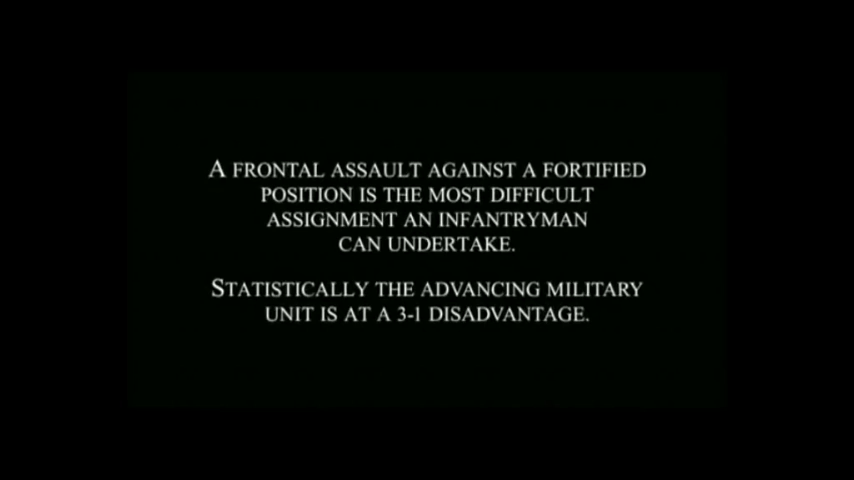 A FRONTAL ASSAULT AGAINST A FORTIFIED
POSITION IS THE MOST DIFFICULT
ASSIGNMENT AN INFANTRYMAN
CAN UNDERTAKE.
STATISTICALLY THE ADVANCING MILITARY
UNIT IS AT A 3-1 DISADVANTAGE.